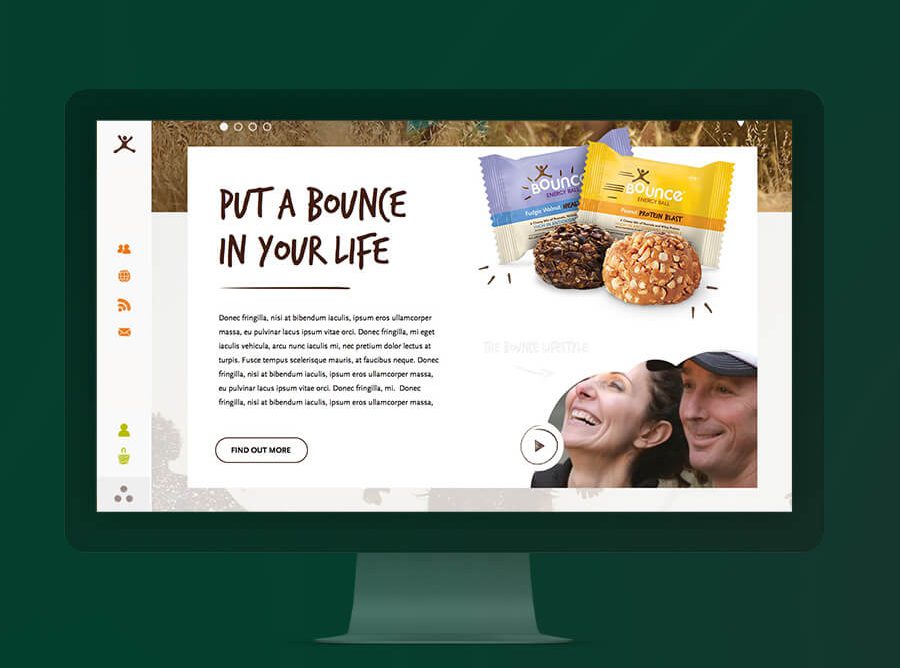 PUT A BOUNCE
IN YOUR LIFE
Donec fringilla, nisi at bibendum iaculis, ipsum eros ullamcorper
massa, eu pulvinar lacus ipsum vitae orci. Donec fringilla, mi eget
iaculis vehicula, arcu nunc iaculis mi, nec pretium dolor lectus at
turpis. Fusce tempus scelerisque mauris, at faucibus neque. Donec
fringilla, nisi at bibendum iaculis, ipsum eros ullamcorper massa,
eu pulvinar lacus ipsum vitae orci. Donec fringilla, mi.  Donec
fringilla, nisi at bibendum iaculis, ipsum eros ullamcorper massa,
FIND OUT MORE
BOUNC
ENERGY BALL
Fudge Walnut
BOUNCE
ENERGY BALL
Peanut PROTEIN BLAST
THE BOUNCE LIFESTYLE